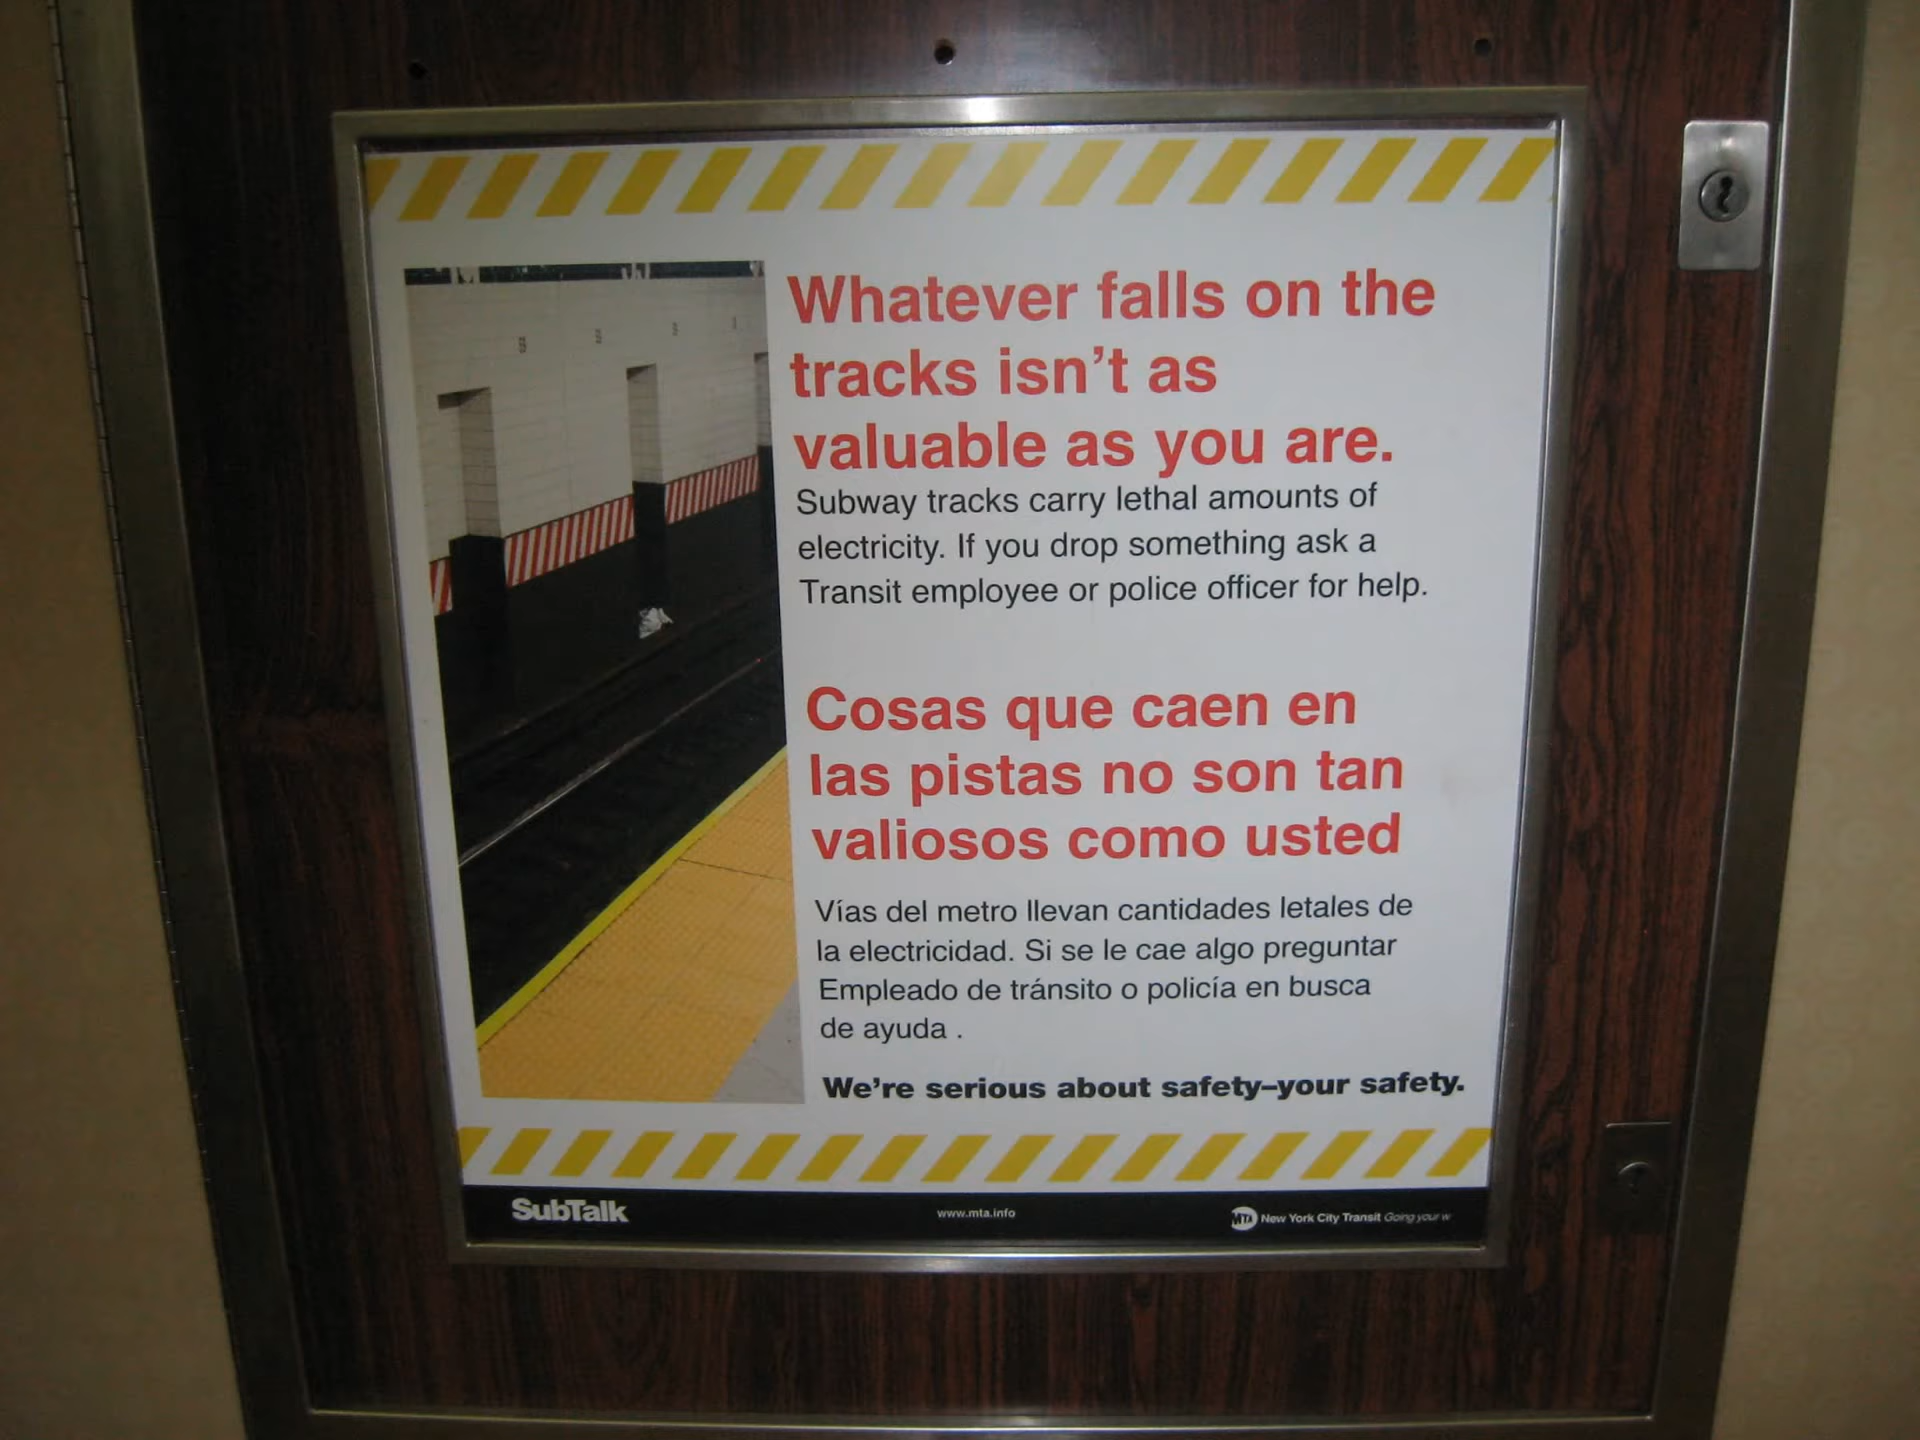 Whatever falls on the
tracks isn't as
valuable as you are.
Subway tracks carry lethal amounts of
electricity. If you drop something ask a
Transit employee or police officer for help.
Cosas que caen en
las pistas no son tan
valiosos como usted
Vías del metro llevan cantidades letales de
la electricidad. Si se le cae algo preguntar
Empleado de tránsito o policía en busca
de ayuda .
We're serious about safety–your safety.
SubTalk
www.mta.info
MTA New York City Transit Going your w